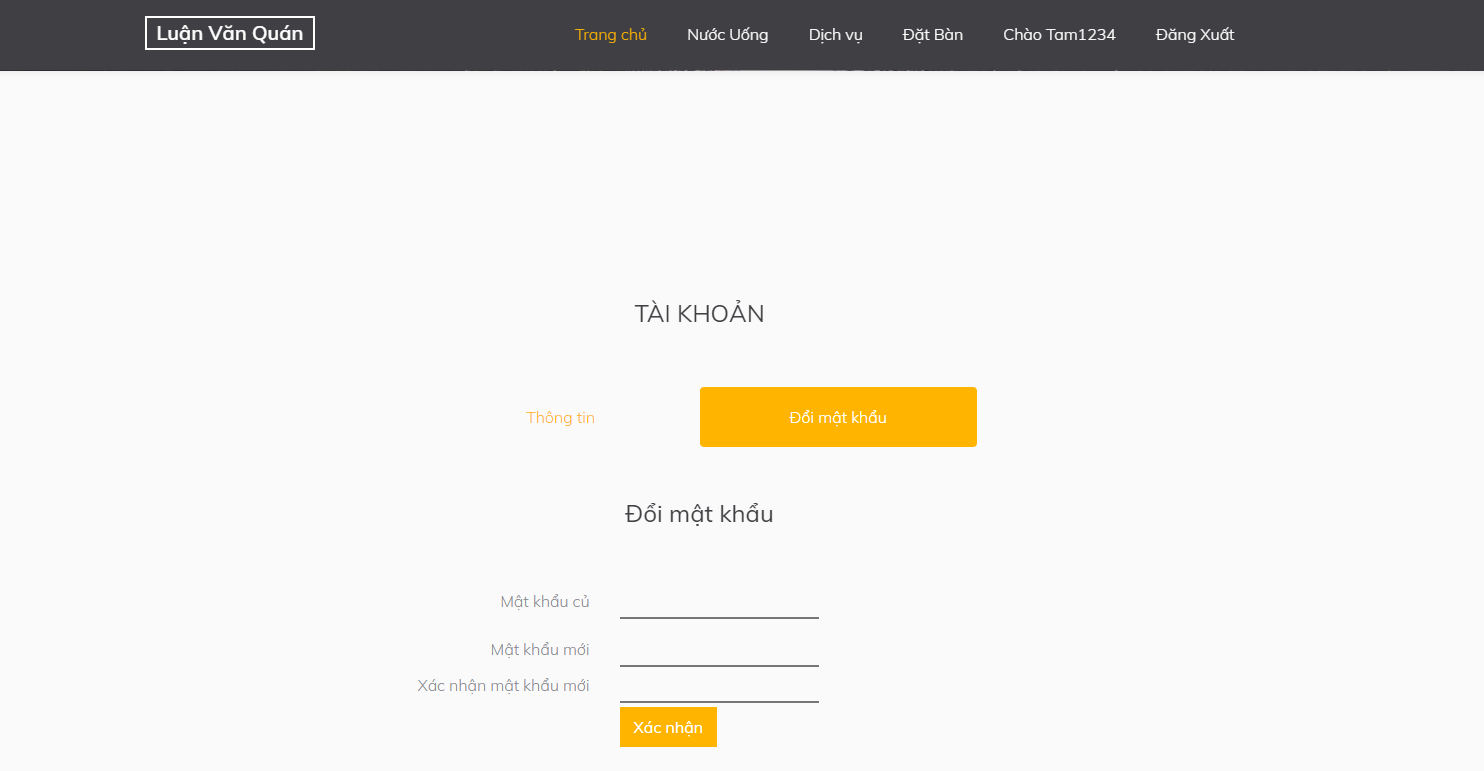 Luận Văn Quán
Trang chủ Nước Uống Dịch vụ Đặt Bàn Chào Tam1234 Đăng Xuất
TÀI KHOẢN
Thông tin Đổi mật khẩu
Đổi mật khẩu
Mật khẩu củ
Mật khẩu mới
Xác nhận mật khẩu mới
Xác nhận